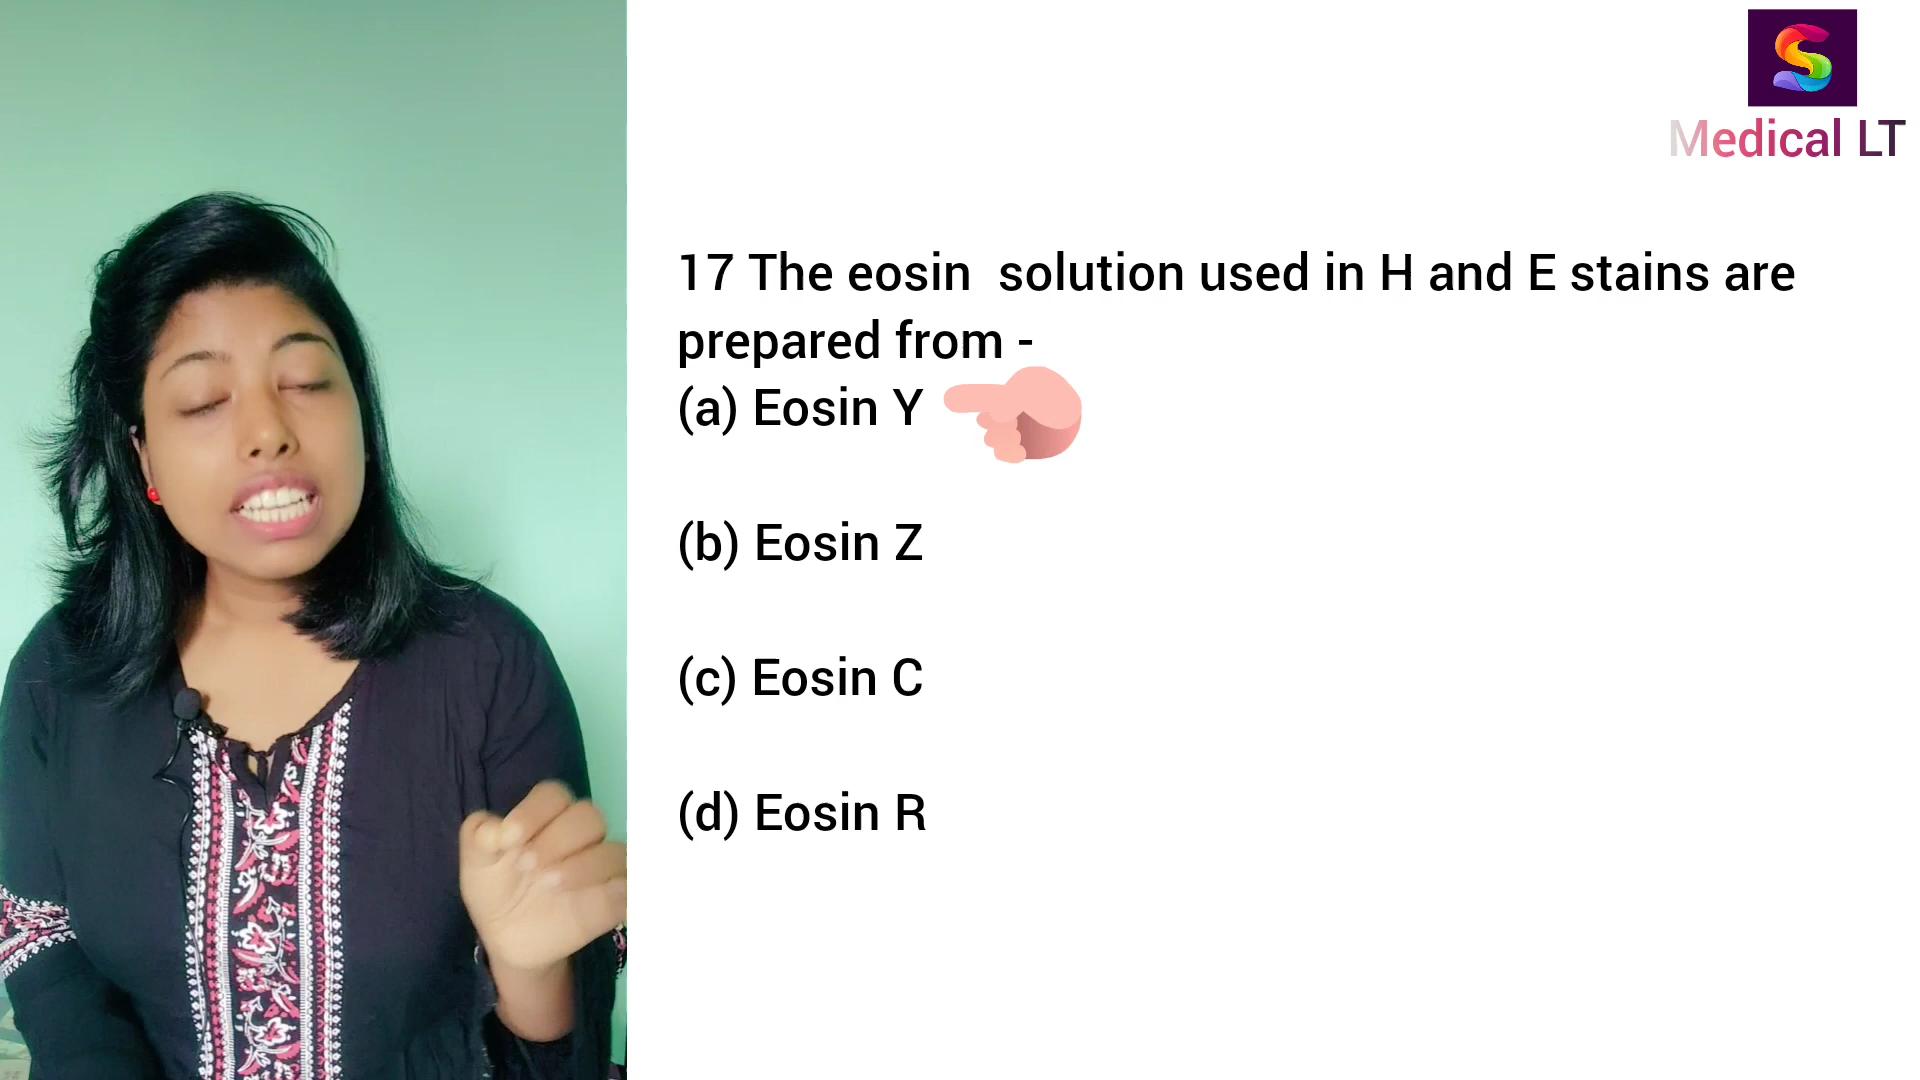 Medical LT
17 The eosin  solution used in H and E stains are
prepared from -
(a) Eosin Y
(b) Eosin Z
(c) Eosin C
(d) Eosin R